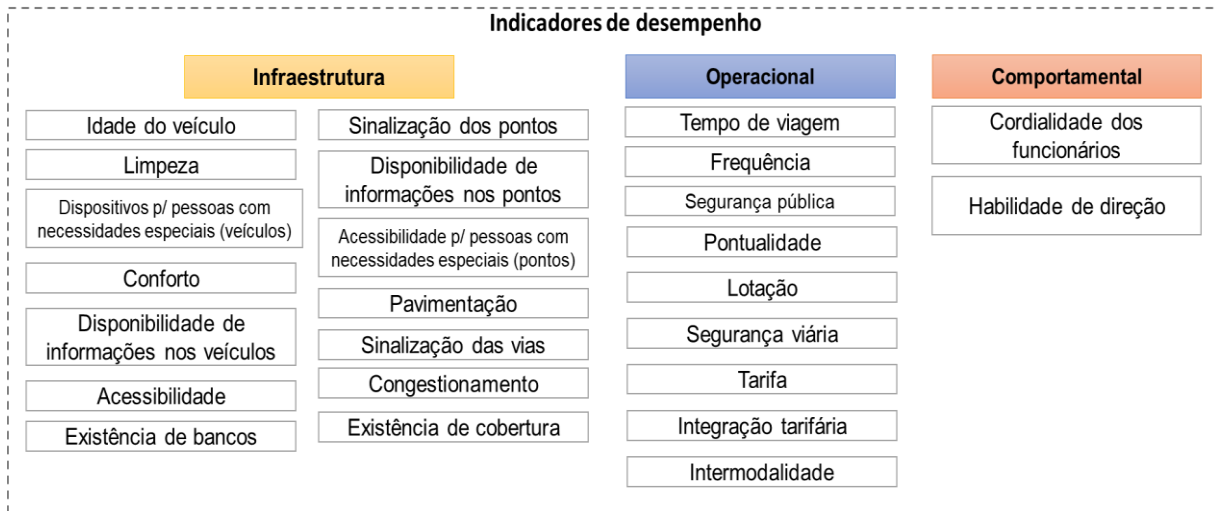 Indicadores de desempenho
Infraestrutura
Idade do veículo
Limpeza
Dispositivos p/ pessoas com
necessidades especiais (veículos)
Conforto
Disponibilidade de
informações nos veículos
Acessibilidade
Existência de bancos
Sinalização dos pontos
Disponibilidade de
informações nos pontos
Acessibilidade p/ pessoas com
necessidades especiais (pontos)
Pavimentação
Sinalização das vias
Congestionamento
Existência de cobertura
Operacional
Tempo de viagem
Frequência
Segurança pública
Pontualidade
Lotação
Segurança viária
Tarifa
Integração tarifária
Intermodalidade
Comportamental
Cordialidade dos
funcionários
Habilidade de direção